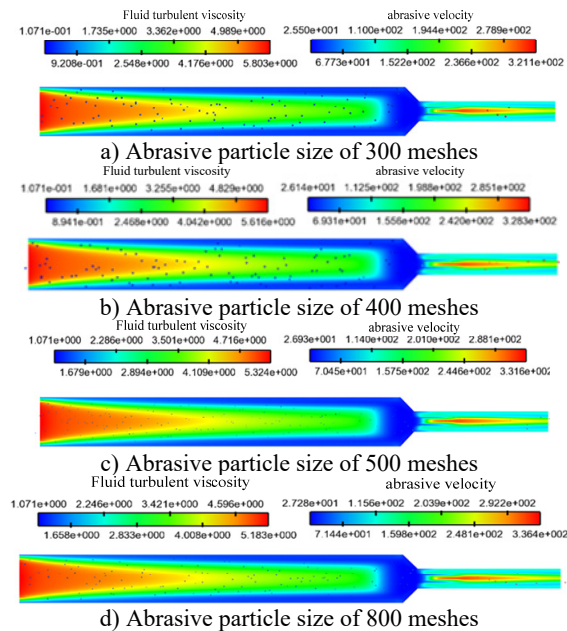 Fluid turbulent viscosity abrasive velocity
1.071e-001 1.735e+000 3.362e+000 4.989e+000 2.550e+001 1.100e+002 1.944e+002 2.789e+002
9.208e-001 2.548e+000 4.176e+000 5.803e+000 6.773e+001 1.522e+002 2.366e+002 3.211e+002
a) Abrasive particle size of 300 meshes
Fluid turbulent viscosity abrasive velocity
1.071e-001 1.681e+000 3.255e+000 4.829e+000 2.614e+001 1.125e+002 1.988e+002 2.851e+002
8.941e-001 2.468e+000 4.042e+000 5.616e+000 6.931e+001 1.556e+002 2.420e+002 3.283e+002
b) Abrasive particle size of 400 meshes
Fluid turbulent viscosity abrasive velocity
1.071e+000 2.286e+000 3.501e+000 4.716e+000 2.693e+001 1.140e+002 2.010e+002 2.881e+002
1.679e+000 2.894e+000 4.109e+000 5.324e+000 7.045e+001 1.575e+002 2.446e+002 3.316e+002
c) Abrasive particle size of 500 meshes
Fluid turbulent viscosity abrasive velocity
1.071e+000 2.246e+000 3.421e+000 4.596e+000 2.728e+001 1.156e+002 2.039e+002 2.922e+002
1.658e+000 2.833e+000 4.008e+000 5.183e+000 7.144e+001 1.598e+002 2.481e+002 3.364e+002
d) Abrasive particle size of 800 meshes